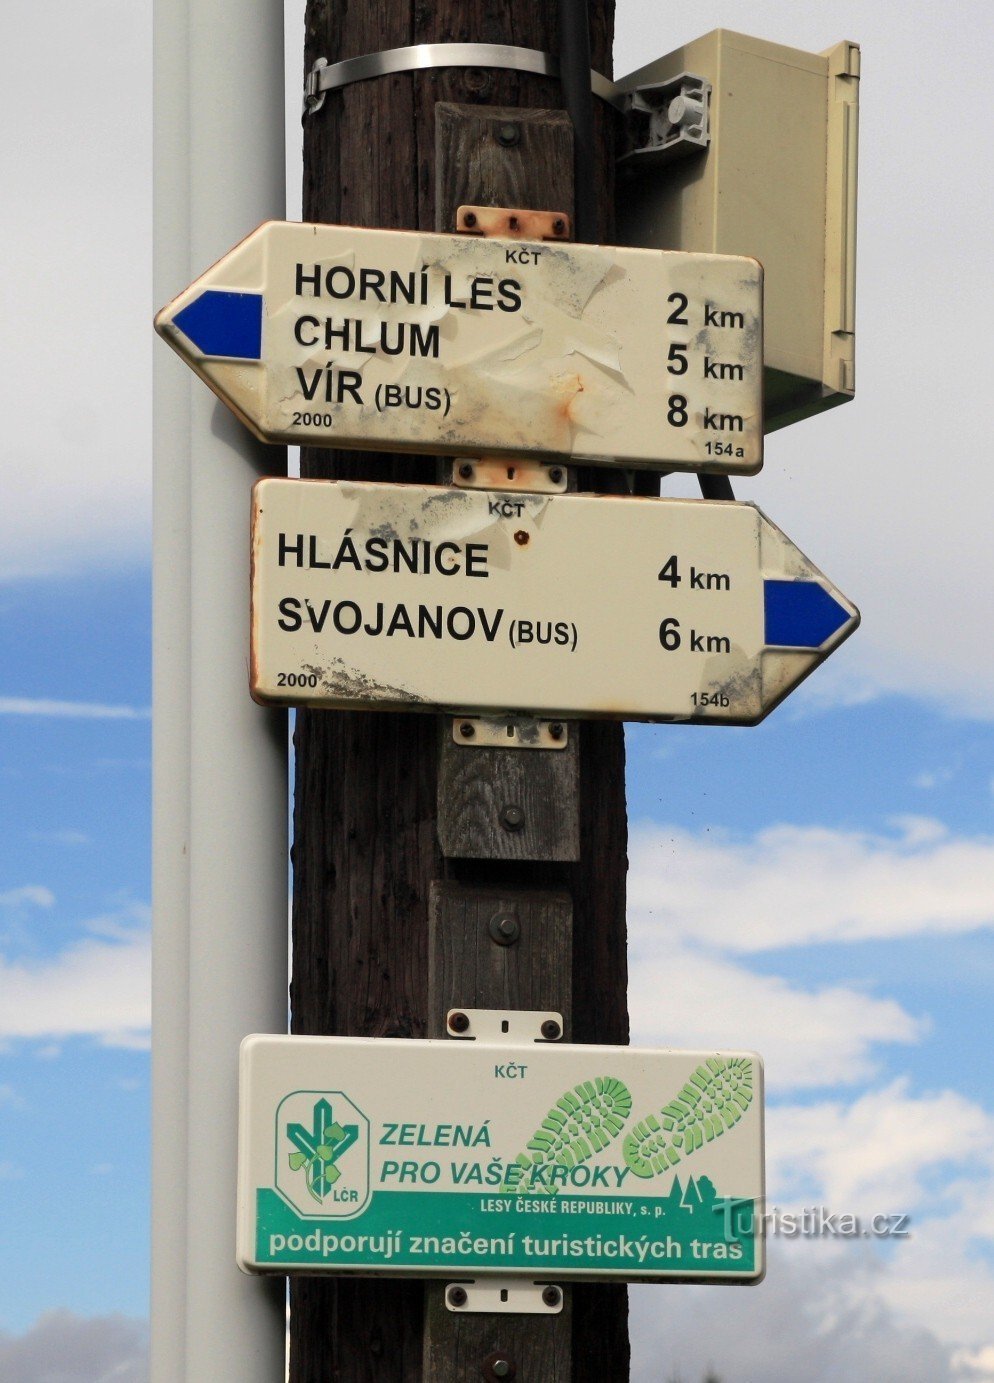 KČT
HORNÍ LES 2 km
CHLUM 5 km
VÍR (BUS) 8 km
2000 154a
KČT
HLÁSNICE 4 km
SVOJANOV (BUS) 6 km
2000 154b
KČT
ZELENÁ
PRO VAŠE KROKY
LČR
LESY ČESKÉ REPUBLIKY, s. p.
podporují značení turistických tras
Turistika.cz